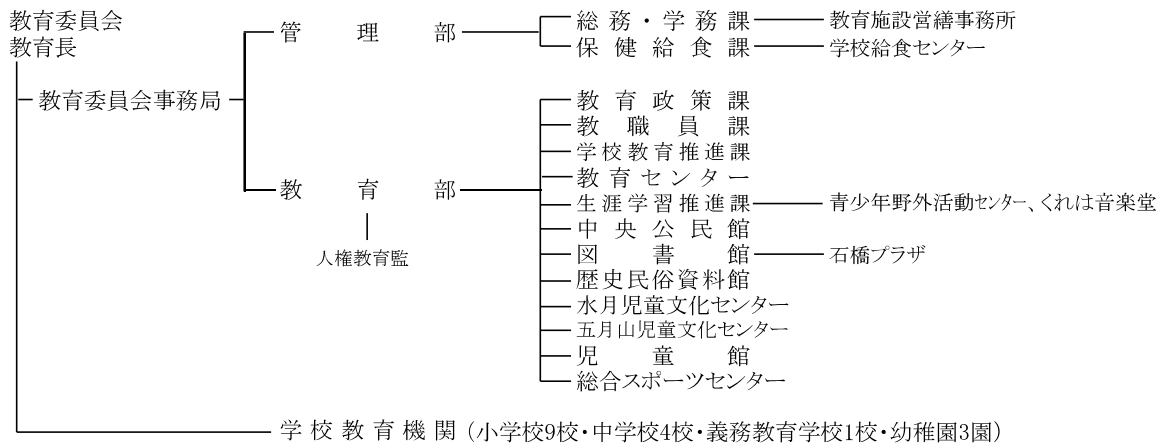 教育委員会
教育長
教育委員会事務局
管理部
総務・学務課 教育施設営繕事務所
保健給食課 学校給食センター
教育部
人権教育監
教育政策課
教職員課
学校教育推進課
教育センター
生涯学習推進課 青少年野外活動センター、くれは音楽堂
中央公民館
図書館 石橋プラザ
歴史民俗資料館
水月児童文化センター
五月山児童文化センター
児童館
総合スポーツセンター
学校教育機関（小学校9校・中学校4校・義務教育学校1校・幼稚園3園）